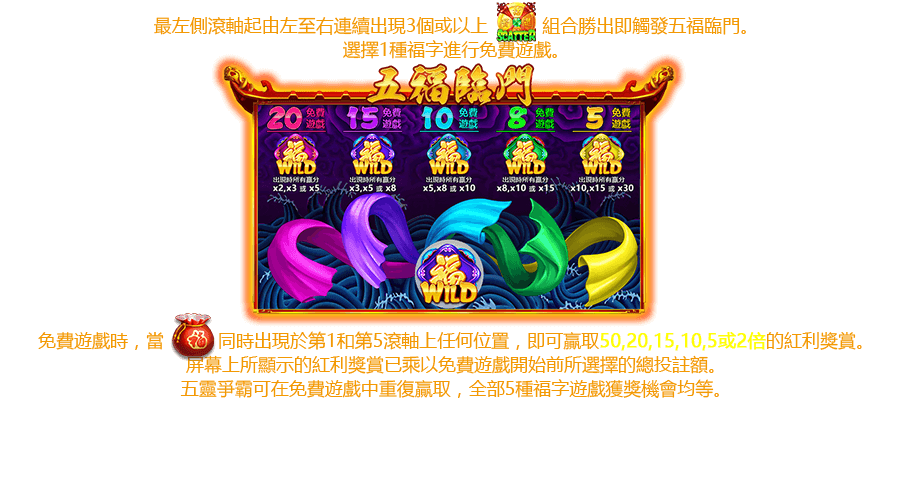 最左側滾軸起由左至右連續出現3個或以上 SCATTER 組合勝出即觸發五福臨門。
選擇1種福字進行免費遊戲。
五福臨門
20 免費遊戲 15 免費遊戲 10 免費遊戲 8 免費遊戲 5 免費遊戲
福 WILD 福 WILD 福 WILD 福 WILD 福 WILD
出現時所有贏分 出現時所有贏分 出現時所有贏分 出現時所有贏分 出現時所有贏分
x2,x3 或 x5 x3,x5 或 x8 x5,x8 或 x10 x8,x10 或 x15 x10,x15 或 x30
福
WILD
免費遊戲時，當 福 同時出現於第1和第5滾軸上任何位置，即可贏取50,20,15,10,5或2倍的紅利獎賞。
屏幕上所顯示的紅利獎賞已乘以免費遊戲開始前所選擇的總投註額。
五靈爭霸可在免費遊戲中重復贏取，全部5種福字遊戲獲獎機會均等。